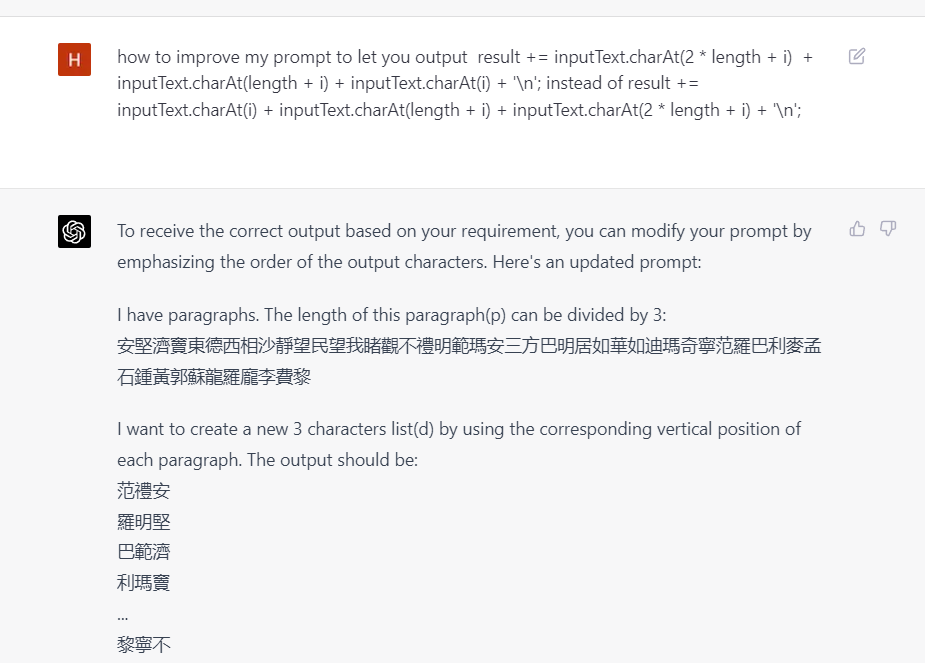 H
how to improve my prompt to let you output result += inputText.charAt(2 * length + i) +
inputText.charAt(length + i) + inputText.charAt(i) + '\n'; instead of result +=
inputText.charAt(i) + inputText.charAt(length + i) + inputText.charAt(2 * length + i) + '\n';
To receive the correct output based on your requirement, you can modify your prompt by
emphasizing the order of the output characters. Here's an updated prompt:
I have paragraphs. The length of this paragraph(p) can be divided by 3:
安堅濟竇東德西相沙靜望民望我睹觀不禮明範瑪安三方巴明居如華如迪瑪奇寧范羅巴利麥孟
石鍾黃郭蘇龍羅龐李費黎
I want to create a new 3 characters list(d) by using the corresponding vertical position of
each paragraph. The output should be:
范禮安
羅明堅
巴範濟
利瑪竇
...
黎寧不